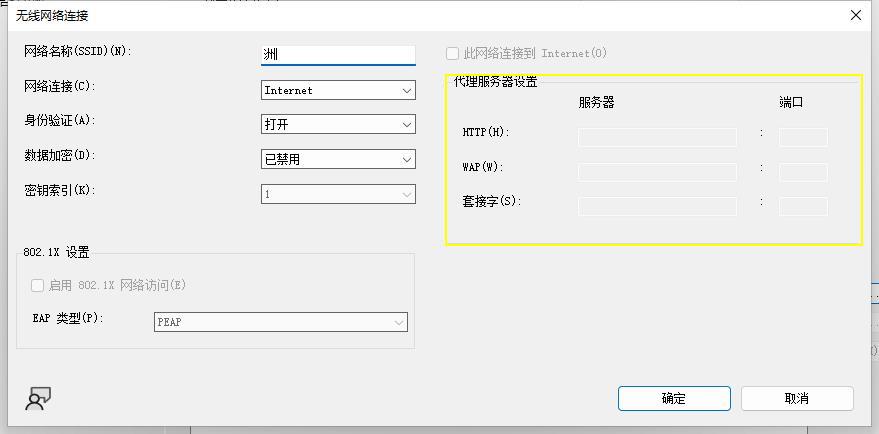 无线网络连接
网络名称(SSID)(N):
洲
网络连接(C):
Internet
身份验证(A):
打开
数据加密(D):
已禁用
密钥索引(K):
1
802.1X 设置
启用 802.1X 网络访问(E)
EAP 类型(P):
PEAP
此网络连接到 Internet(O)
代理服务器设置
服务器 端口
HTTP(H): :
WAP(W): :
套接字(S): :
确定
取消